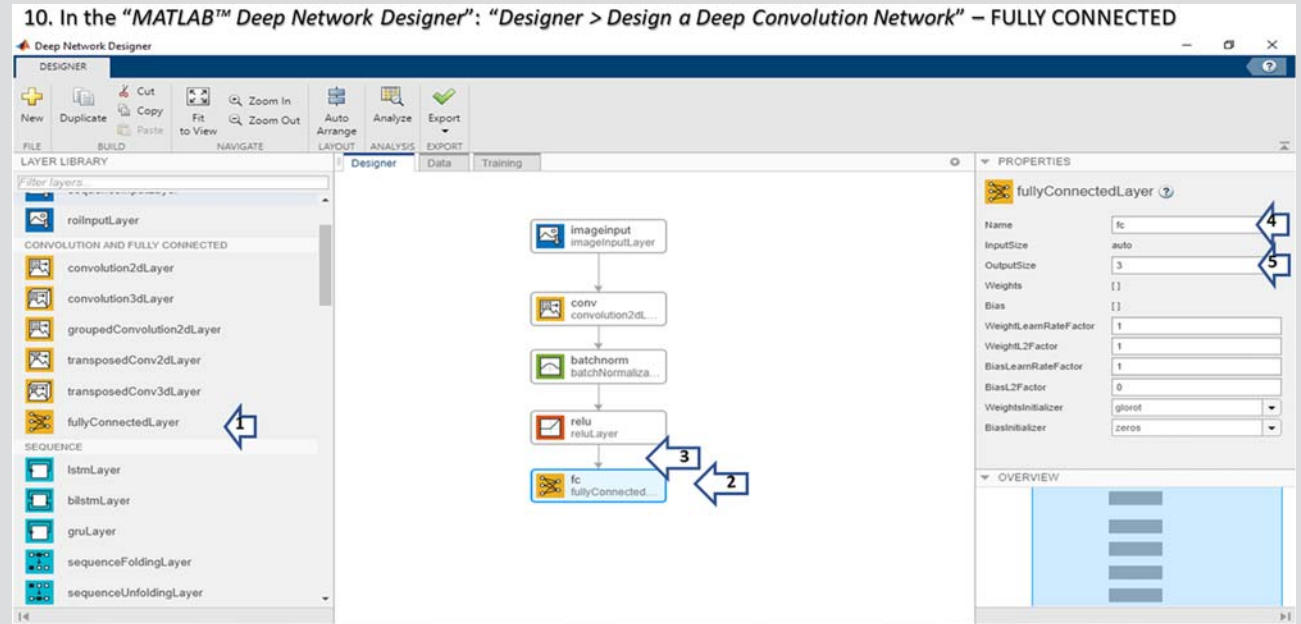 10. In the “MATLAB™ Deep Network Designer”: “Designer > Design a Deep Convolution Network” – FULLY CONNECTED
Deep Network Designer
DESIGNER
New
Duplicate
Cut
Copy
Paste
Fit to View
Zoom In
Zoom Out
Auto Arrange
Analyze
Export
FILE
BUILD
NAVIGATE
LAYOUT
ANALYSIS
EXPORT
LAYER LIBRARY
Filter layers...
roiInputLayer
CONVOLUTION AND FULLY CONNECTED
convolution2dLayer
convolution3dLayer
groupedConvolution2dLayer
transposedConv2dLayer
transposedConv3dLayer
fullyConnectedLayer
1
SEQUENCE
lstmLayer
bilstmLayer
gruLayer
sequenceFoldingLayer
sequenceUnfoldingLayer
Designer
Data
Training
imageinput
imageInputLayer
conv
convolution2dL...
batchnorm
batchNormaliza...
relu
reluLayer
3
fc
fullyConnected...
2
PROPERTIES
fullyConnectedLayer ?
Name fc
4
InputSize auto
OutputSize 3
5
Weights []
Bias []
WeightLearnRateFactor 1
WeightL2Factor 1
BiasLearnRateFactor 1
BiasL2Factor 0
WeightsInitializer glorot
BiasInitializer zeros
OVERVIEW